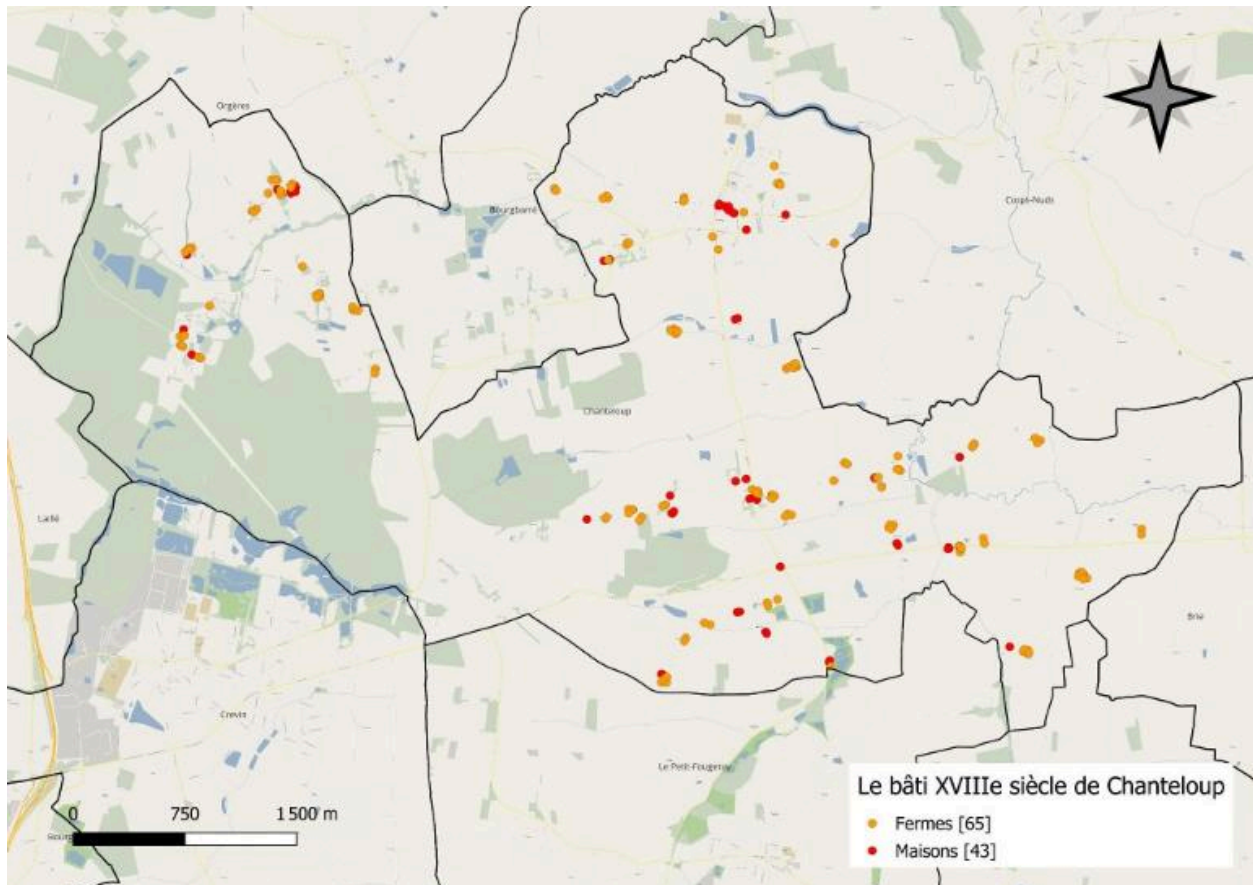 Orgères
Bourgbarré
Corps-Nuds
Chanteloup
Laillé
Brie
Crevin
Le Petit-Fougeray
0 750 1 500 m
Le bâti XVIIIe siècle de Chanteloup
Fermes [65]
Maisons [43]